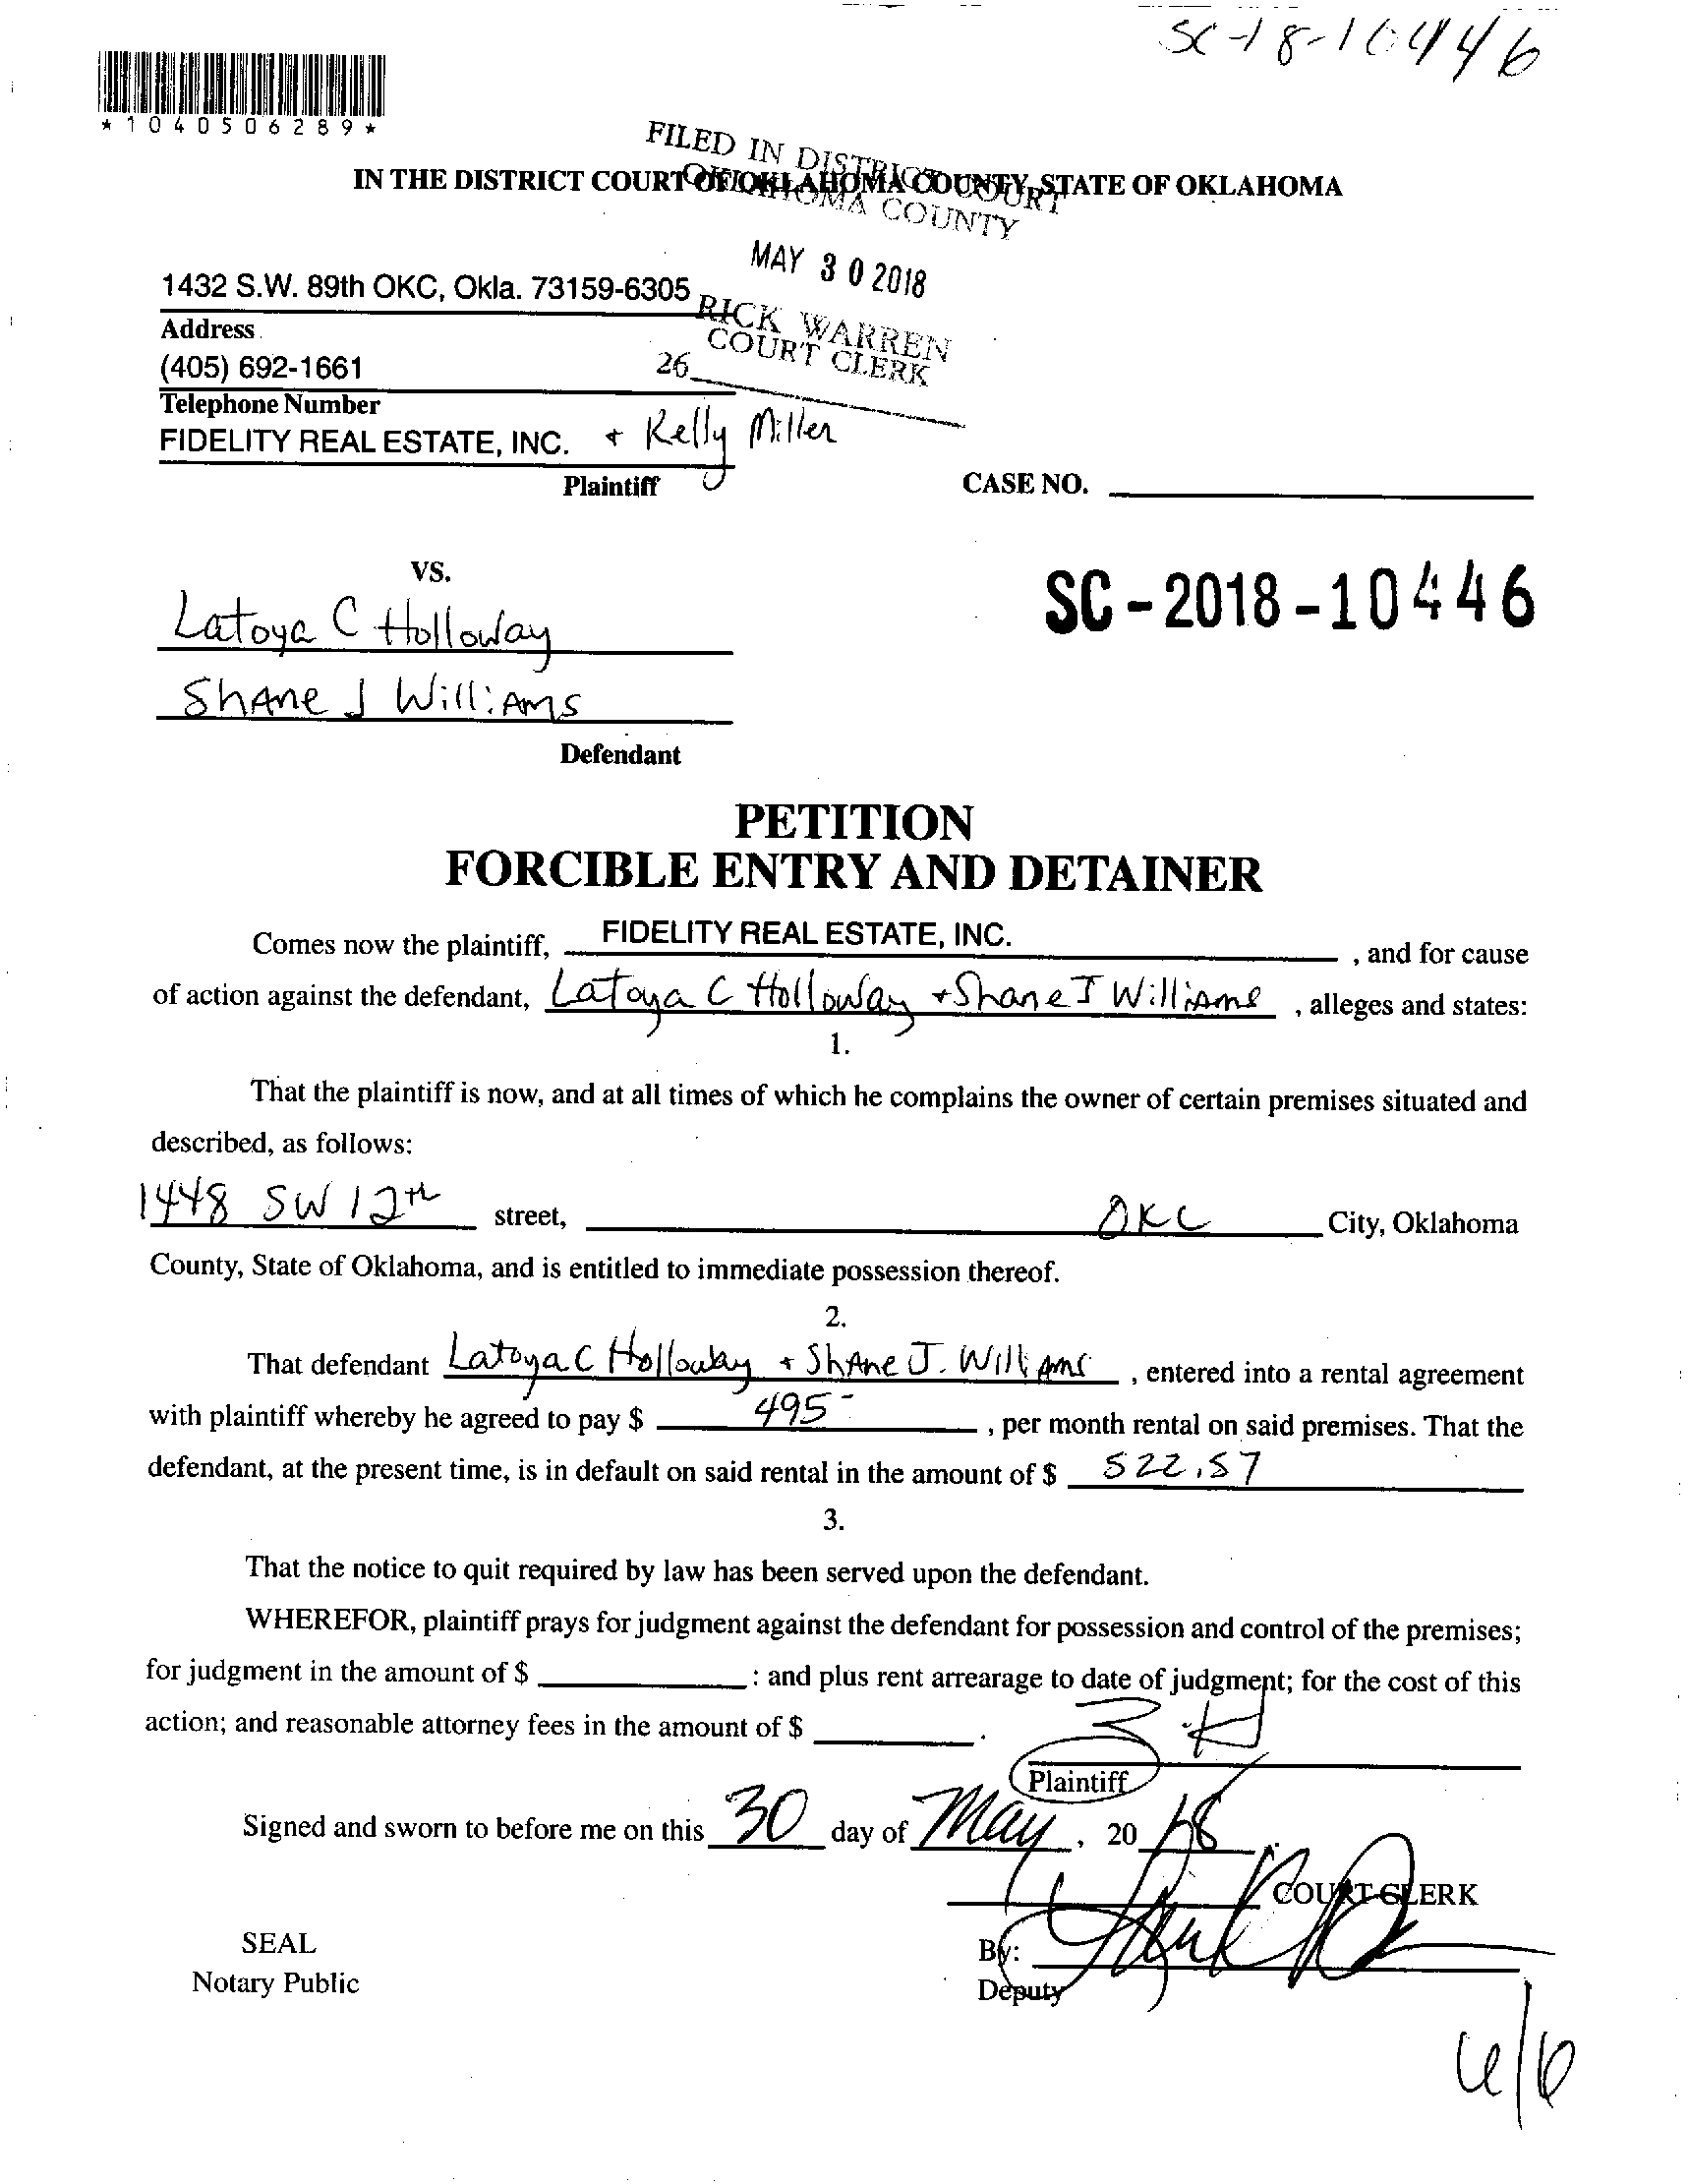 SC-18-10446
*1040506289*
FILED IN DISTRICT COURT
OKLAHOMA COUNTY
IN THE DISTRICT COURT OF OKLAHOMA COUNTY, STATE OF OKLAHOMA
MAY 30 2018
1432 S.W. 89th OKC, Okla. 73159-6305
RICK WARREN
COURT CLERK
Address
(405) 692-1661
26
Telephone Number
FIDELITY REAL ESTATE, INC. + Kelly Miller
Plaintiff
CASE NO.
VS.
SC-2018-10446
Latoya C Holloway
Shane J Williams
Defendant
PETITION
FORCIBLE ENTRY AND DETAINER
Comes now the plaintiff, FIDELITY REAL ESTATE, INC. , and for cause
of action against the defendant, Latoya C Holloway + Shane J Williams , alleges and states:
1.
That the plaintiff is now, and at all times of which he complains the owner of certain premises situated and
described, as follows:
1448 SW 12th street, OKC City, Oklahoma
County, State of Oklahoma, and is entitled to immediate possession thereof.
2.
That defendant Latoya C Holloway + Shane J. Williams , entered into a rental agreement
with plaintiff whereby he agreed to pay $ 495- , per month rental on said premises. That the
defendant, at the present time, is in default on said rental in the amount of $ 522.57
3.
That the notice to quit required by law has been served upon the defendant.
WHEREFOR, plaintiff prays for judgment against the defendant for possession and control of the premises;
for judgment in the amount of $ : and plus rent arrearage to date of judgment; for the cost of this
action; and reasonable attorney fees in the amount of $ .
Plaintiff
Signed and sworn to before me on this 30 day of May , 20 18 .
COURT CLERK
SEAL
By:
Notary Public
Deputy
6/6